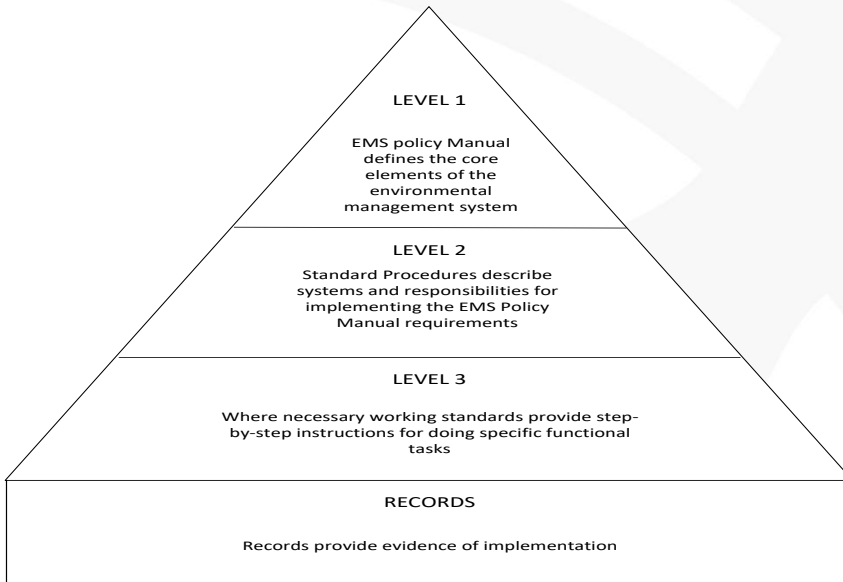 LEVEL 1
EMS policy Manual
defines the core
elements of the
environmental
management system
LEVEL 2
Standard Procedures describe
systems and responsibilities for
implementing the EMS Policy
Manual requirements
LEVEL 3
Where necessary working standards provide step-
by-step instructions for doing specific functional
tasks
RECORDS
Records provide evidence of implementation